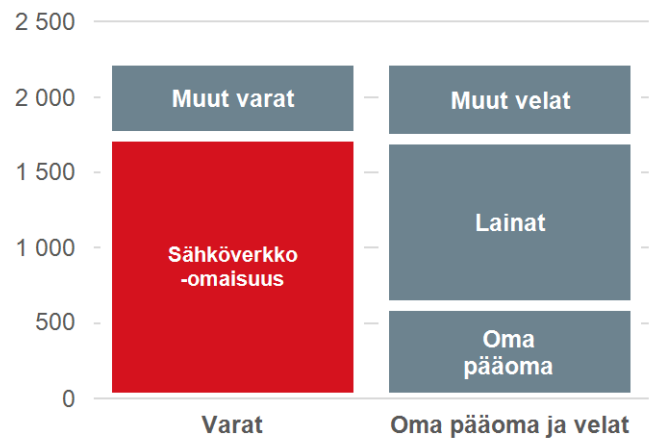 2 500
2 000
1 500
1 000
500
0
Muut varat
Sähköverkko
-omaisuus
Muut velat
Lainat
Oma
pääoma
Varat
Oma pääoma ja velat